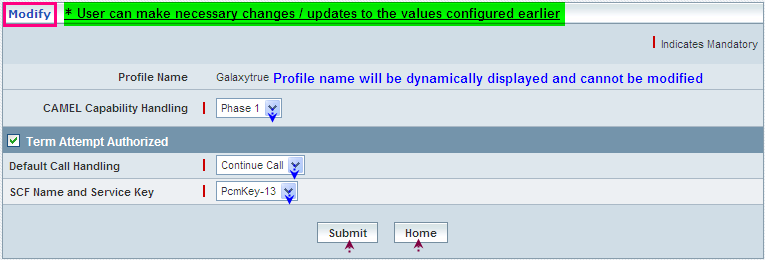 Modify * User can make necessary changes / updates to the values configured earlier
Indicates Mandatory
Profile Name Galaxytrue Profile name will be dynamically displayed and cannot be modified
CAMEL Capability Handling Phase 1
Term Attempt Authorized
Default Call Handling Continue Call
SCF Name and Service Key PcmKey-13
Submit Home